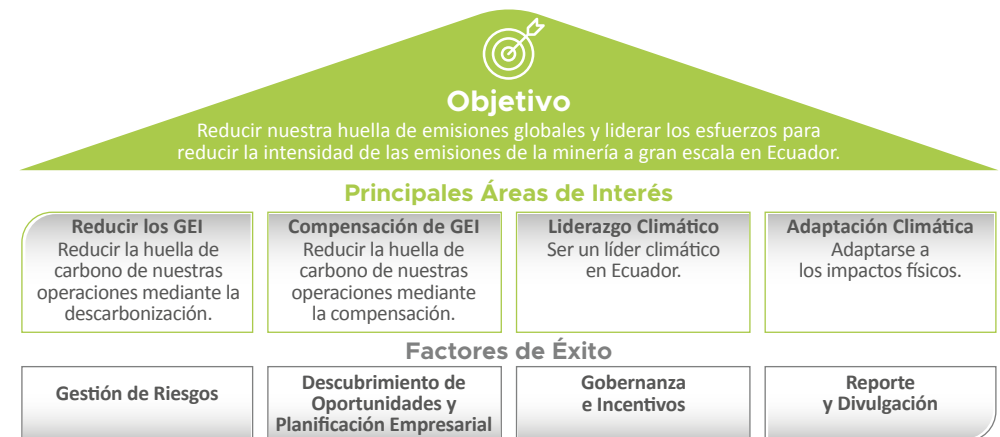 Objetivo
Reducir nuestra huella de emisiones globales y liderar los esfuerzos para
reducir la intensidad de las emisiones de la minería a gran escala en Ecuador.
Principales Áreas de Interés
Reducir los GEI
Reducir la huella de
carbono de nuestras
operaciones mediante la
descarbonización.
Compensación de GEI
Reducir la huella de
carbono de nuestras
operaciones mediante
la compensación.
Liderazgo Climático
Ser un líder climático
en Ecuador.
Adaptación Climática
Adaptarse a
los impactos físicos.
Factores de Éxito
Gestión de Riesgos
Descubrimiento de
Oportunidades y
Planificación Empresarial
Gobernanza
e Incentivos
Reporte
y Divulgación